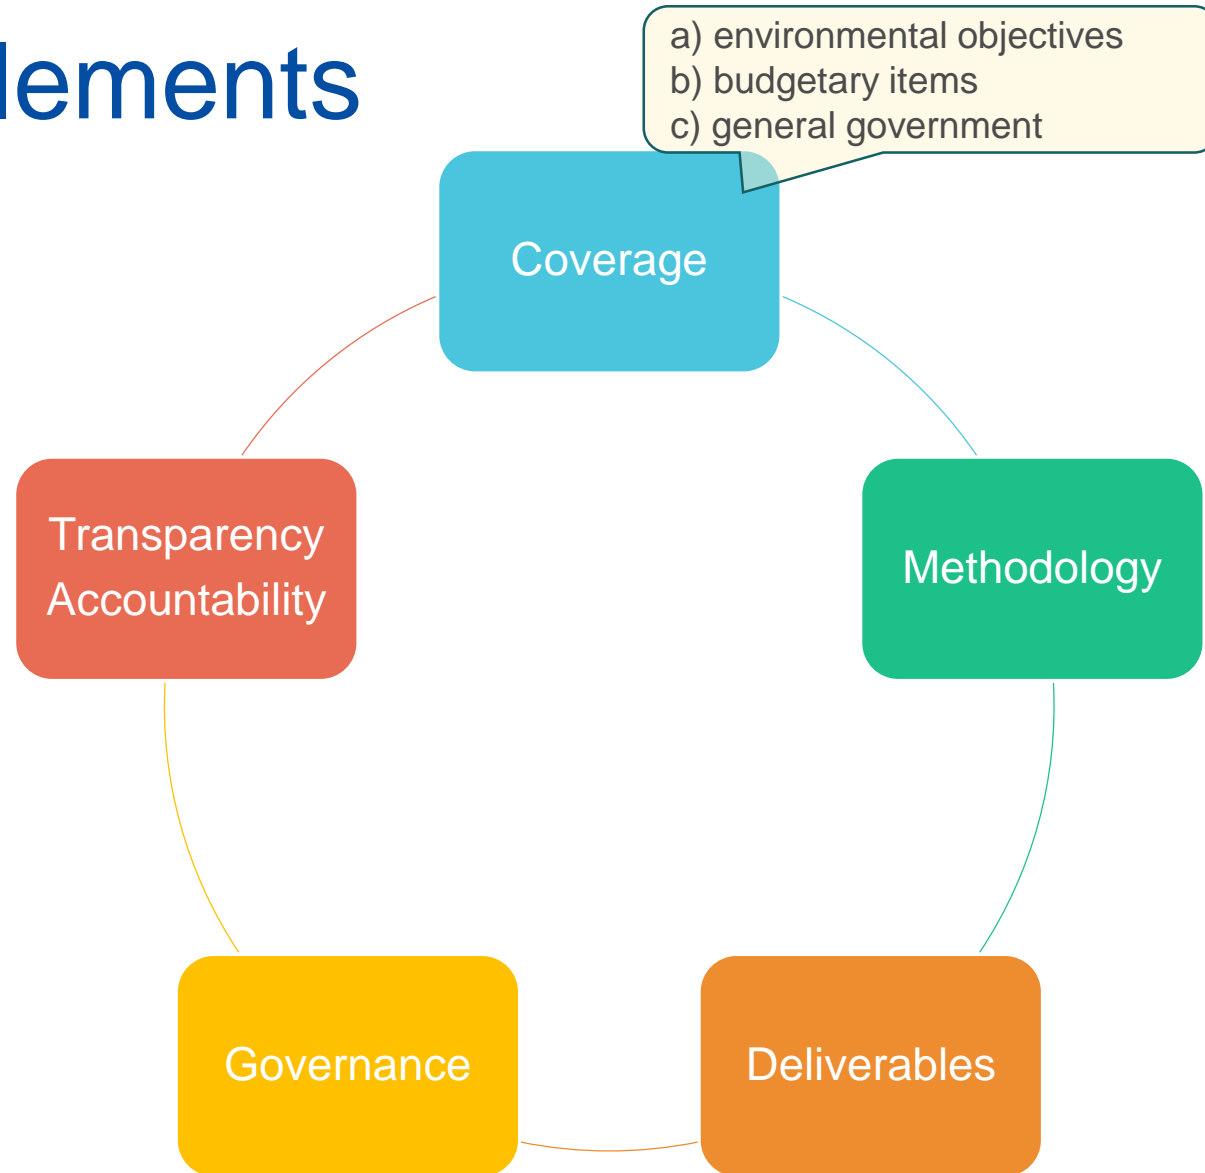 lements
a) environmental objectives
b) budgetary items
c) general government
Coverage
Transparency
Accountability
Methodology
Governance
Deliverables